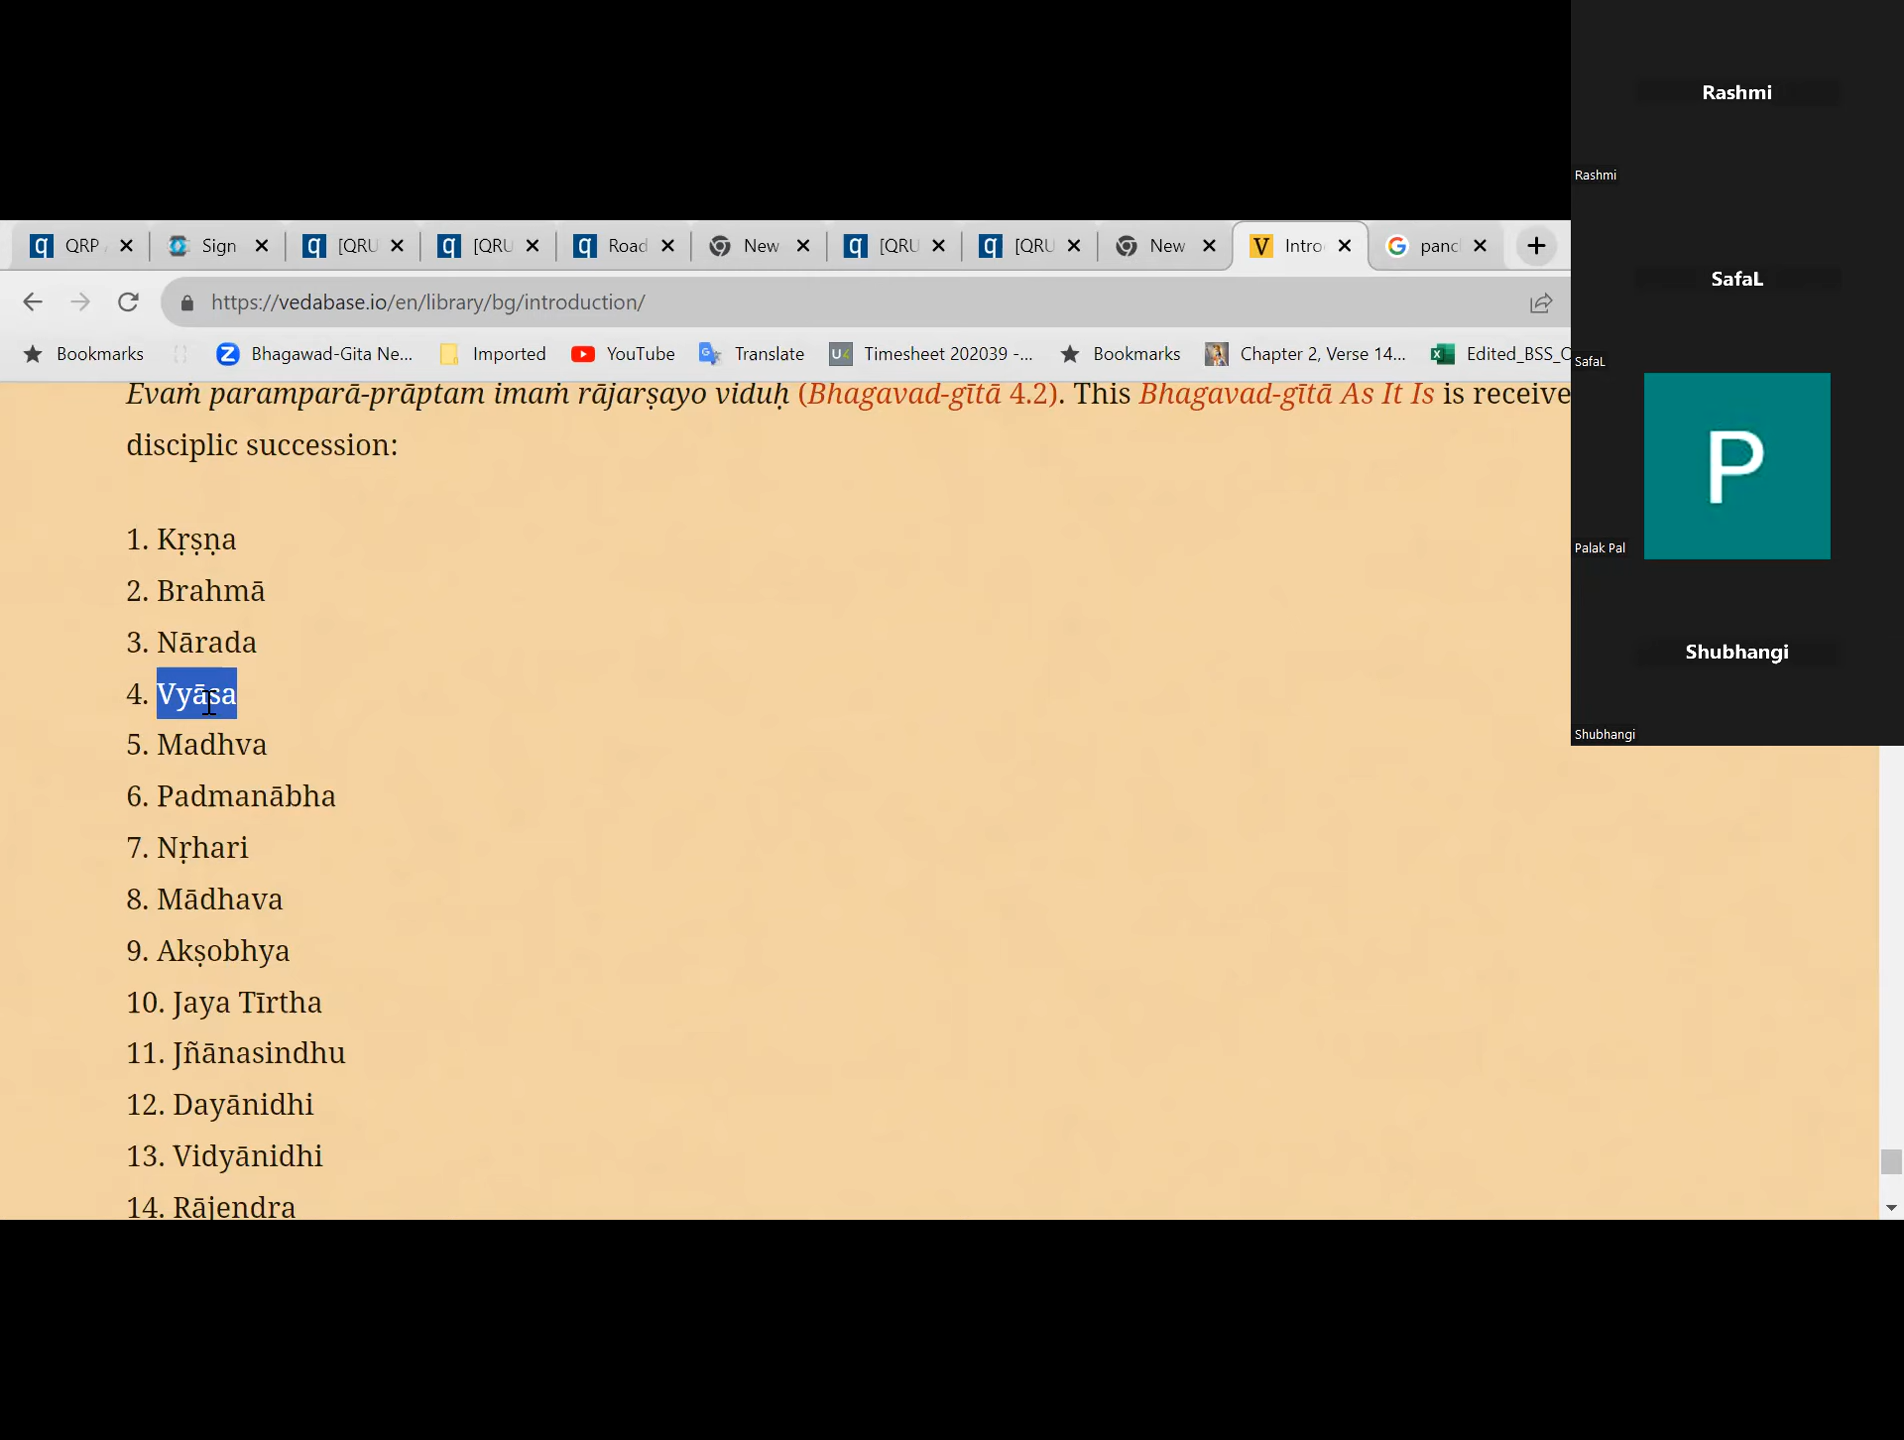 Rashmi
Rashmi
QRP
Sign
[QRU
[QRU
Road
New
[QRU
[QRU
New
Intro
panc
https://vedabase.io/en/library/bg/introduction/
Bookmarks
Bhagawad-Gita Ne...
Imported
YouTube
Translate
Timesheet 202039 -...
Bookmarks
Chapter 2, Verse 14...
Edited_BSS_C
SafaL
SafaL
Evaṁ paramparā-prāptam imaṁ rājarṣayo viduḥ (Bhagavad-gītā 4.2). This Bhagavad-gītā As It Is is receive
disciplic succession:
1. Kṛṣṇa
2. Brahmā
3. Nārada
4. Vyāsa
5. Madhva
6. Padmanābha
7. Nṛhari
8. Mādhava
9. Akṣobhya
10. Jaya Tīrtha
11. Jñānasindhu
12. Dayānidhi
13. Vidyānidhi
14. Rājendra
P
Palak Pal
Shubhangi
Shubhangi